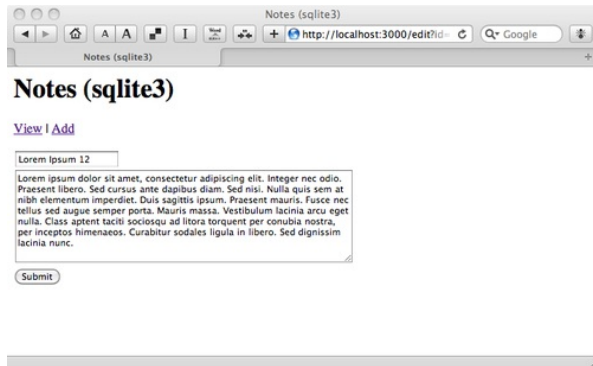 Notes (sqlite3)
A A I
http://localhost:3000/edit?id=
Google
Notes (sqlite3)
Notes (sqlite3)
View | Add
Lorem Ipsum 12
Lorem ipsum dolor sit amet, consectetur adipiscing elit. Integer nec odio.
Praesent libero. Sed cursus ante dapibus diam. Sed nisi. Nulla quis sem at
nibh elementum imperdiet. Duis sagittis ipsum. Praesent mauris. Fusce nec
tellus sed augue semper porta. Mauris massa. Vestibulum lacinia arcu eget
nulla. Class aptent taciti sociosqu ad litora torquent per conubia nostra,
per inceptos himenaeos. Curabitur sodales ligula in libero. Sed dignissim
lacinia nunc.
Submit